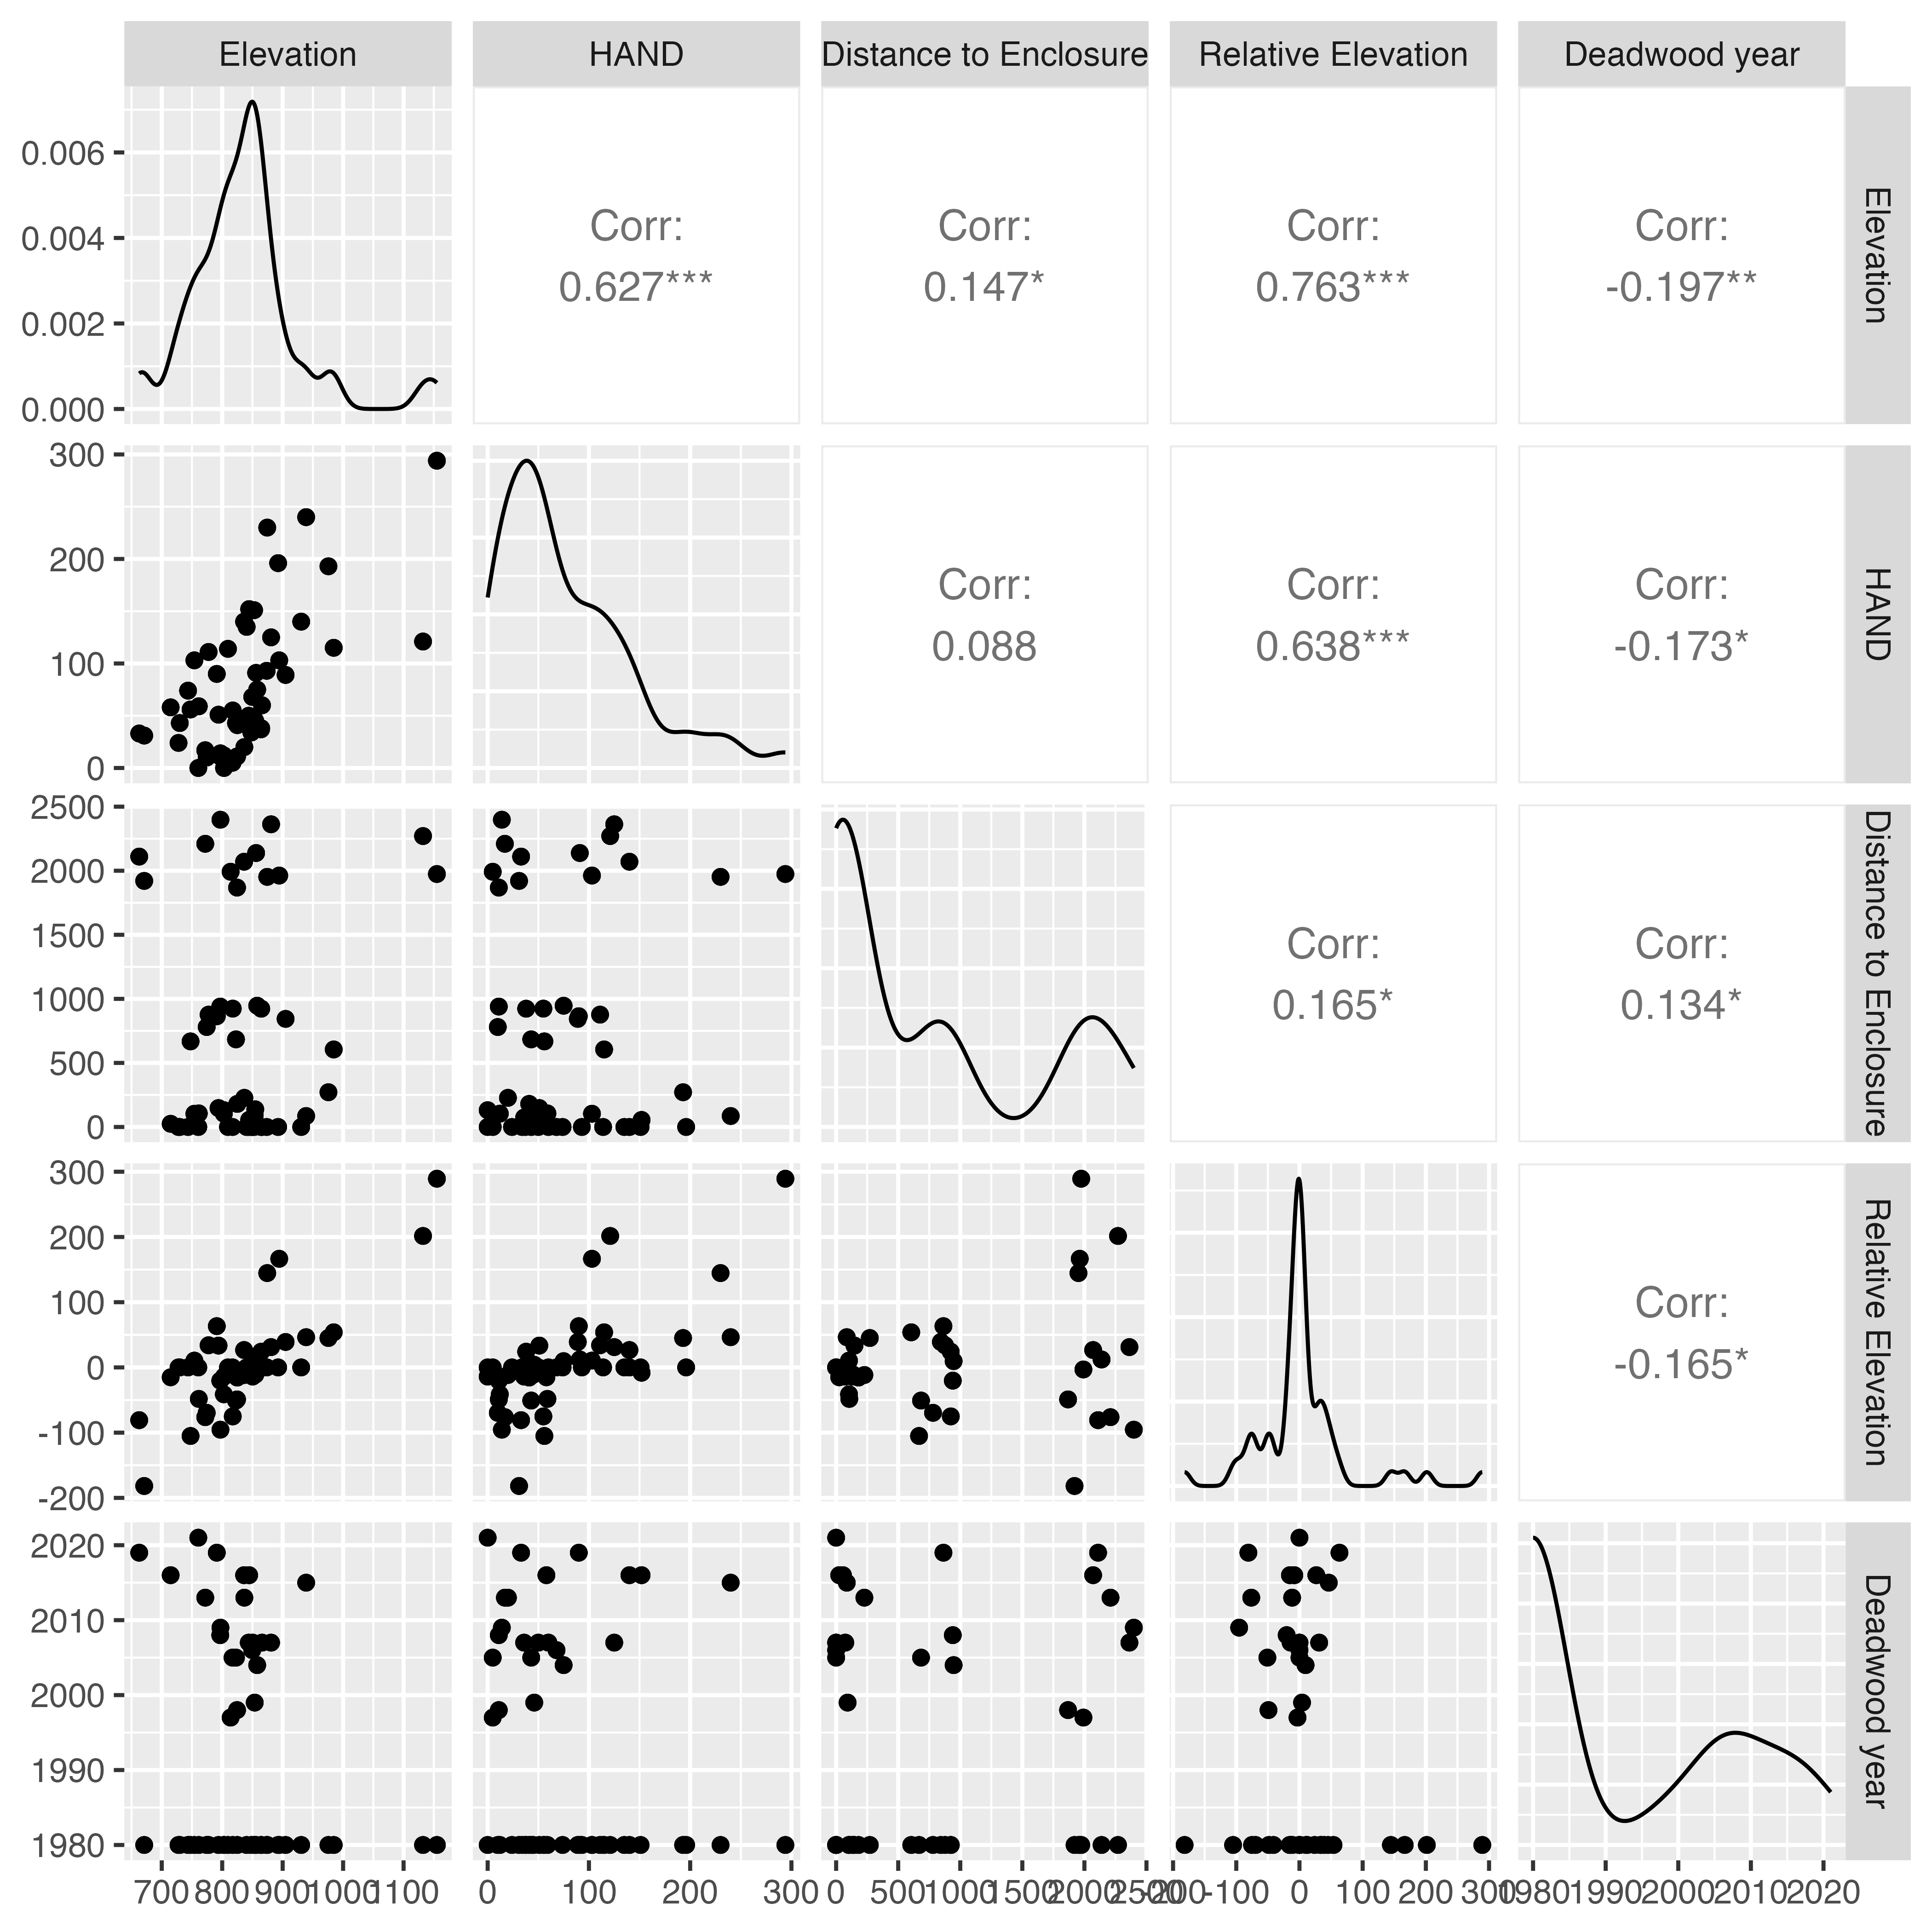 Elevation HAND Distance to Enclosure Relative Elevation Deadwood year
0.006
0.004
0.002
0.000
Corr:
0.627***
Corr:
0.147*
Corr:
0.763***
Corr:
-0.197**
Elevation
300
200
100
0
Corr:
0.088
Corr:
0.638***
Corr:
-0.173*
HAND
2500
2000
1500
1000
500
0
Corr:
0.165*
Corr:
0.134*
Distance to Enclosure
300
200
100
0
-100
-200
Corr:
-0.165*
Relative Elevation
2020
2010
2000
1990
1980
Deadwood year
700 800 900 1000 1100 0 100 200 300 0 500 1000 1500 2000 2500 -200 -100 0 100 200 300 1980 1990 2000 2010 2020